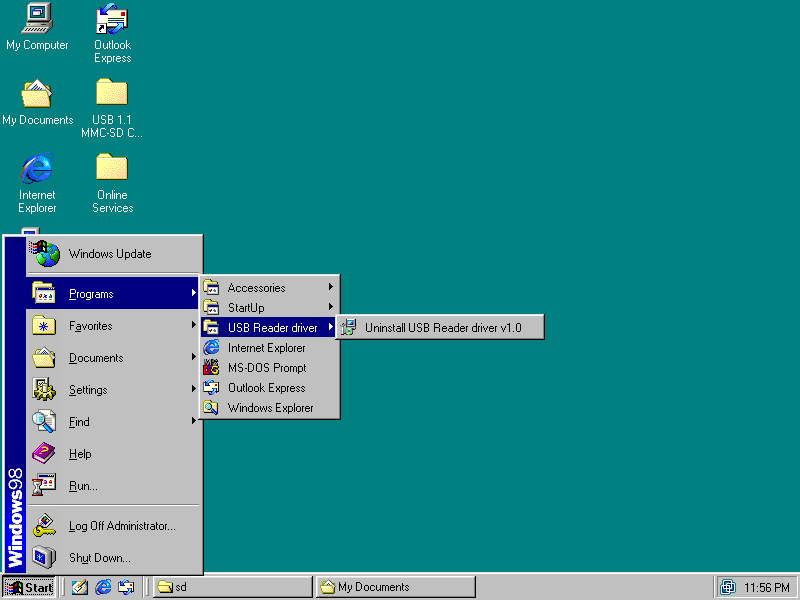 My Computer
Outlook
Express
My Documents
USB 1.1
MMC-SD C...
Internet
Explorer
Online
Services
Windows Update
Programs
Favorites
Documents
Settings
Find
Help
Run...
Log Off Administrator...
Shut Down...
Windows98
Accessories
StartUp
USB Reader driver
Internet Explorer
MS-DOS Prompt
Outlook Express
Windows Explorer
Uninstall USB Reader driver v1.0
Start
sd
My Documents
11:56 PM